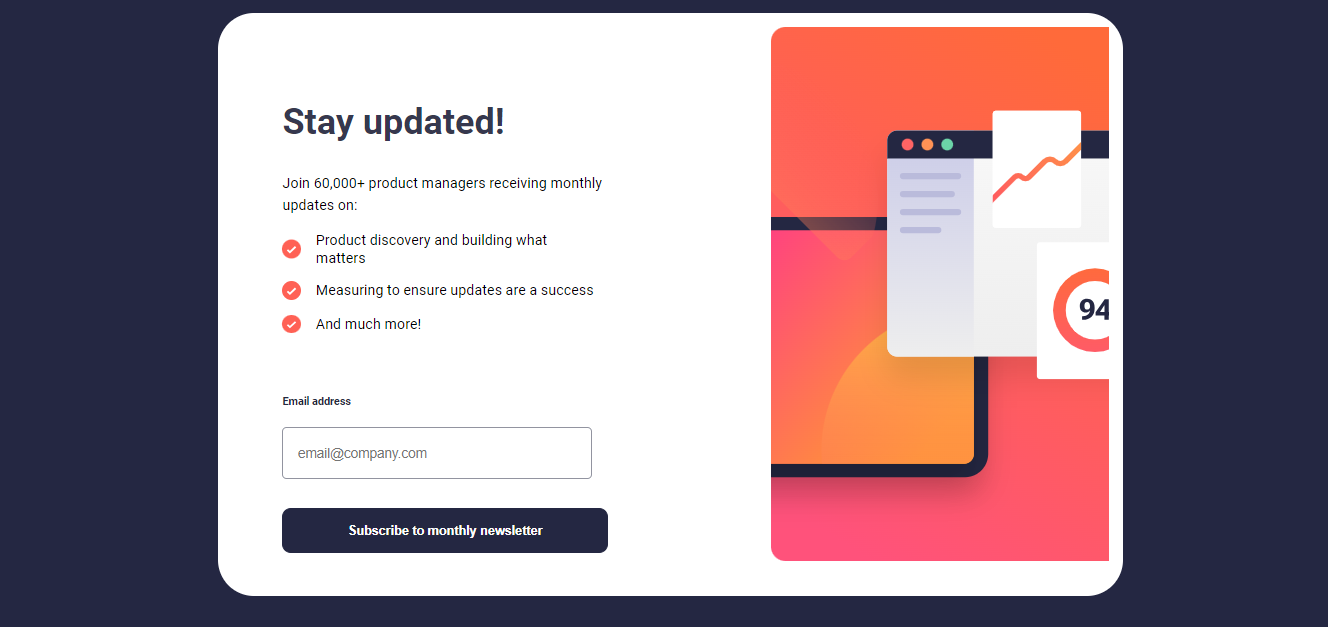 Stay updated!
Join 60,000+ product managers receiving monthly
updates on:
Product discovery and building what
matters
Measuring to ensure updates are a success
And much more!
Email address
email@company.com
Subscribe to monthly newsletter
94